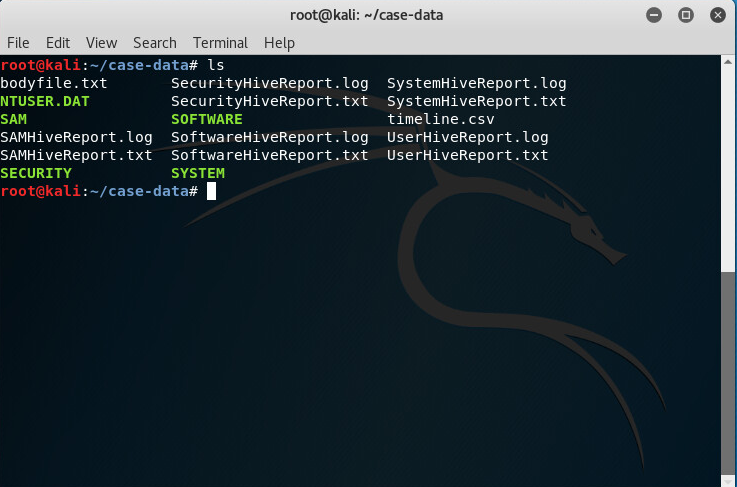 root@kali: ~/case-data
File Edit View Search Terminal Help
root@kali:~/case-data# ls
bodyfile.txt SecurityHiveReport.log SystemHiveReport.log
NTUSER.DAT SecurityHiveReport.txt SystemHiveReport.txt
SAM SOFTWARE timeline.csv
SAMHiveReport.log SoftwareHiveReport.log UserHiveReport.log
SAMHiveReport.txt SoftwareHiveReport.txt UserHiveReport.txt
SECURITY SYSTEM
root@kali:~/case-data#